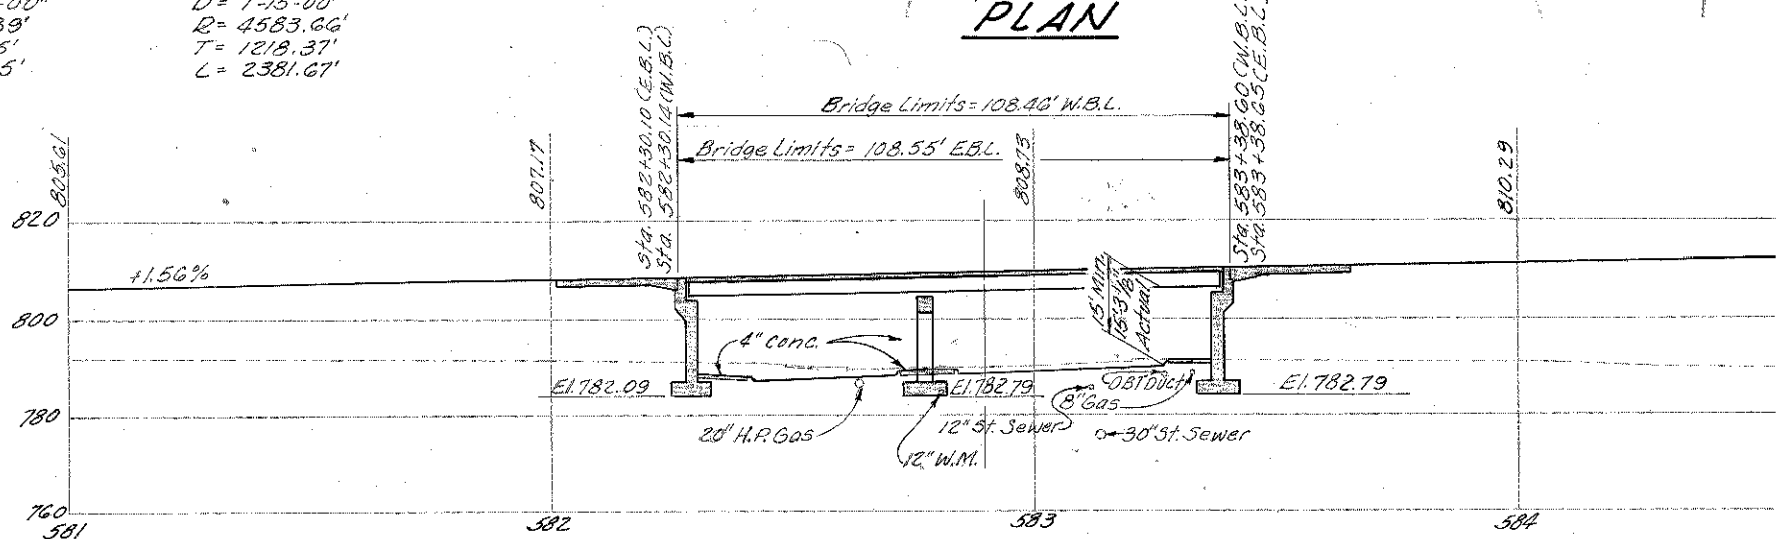 D = 1-15-00
R = 4583.66'
T = 1218.37'
L = 2381.67'
PLAN
Sta. 582+30.10 (E.B.L.)
Sta. 582+30.14 (W.B.L.)
Sta. 583+38.60 (W.B.L.)
Sta. 583+38.65 (E.B.L.)
Bridge Limits = 108.46' W.B.L.
Bridge Limits = 108.55' E.B.L.
805.61
807.17
808.73
810.29
820
+1.56%
800
15' Min.
15'-3 1/8"
Actual
4" Conc.
El. 782.09
El. 782.79
OBT Duct
8" Gas
El. 782.79
780
20" H.P. Gas
12" St. Sewer
30" St. Sewer
12" W.M.
760
581
582
583
584